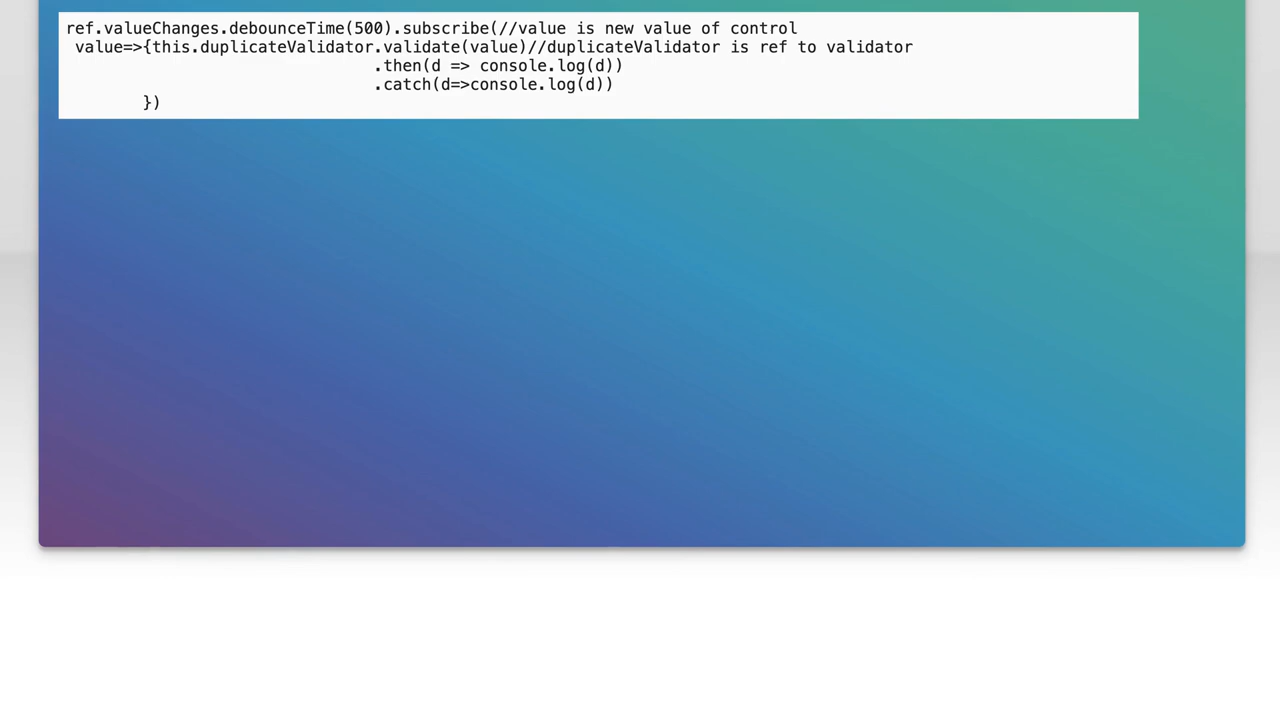 ref.valueChanges.debounceTime(500).subscribe(//value is new value of control
 value=>{this.duplicateValidator.validate(value)//duplicateValidator is ref to validator
                                .then(d => console.log(d))
                                .catch(d=>console.log(d))
        })